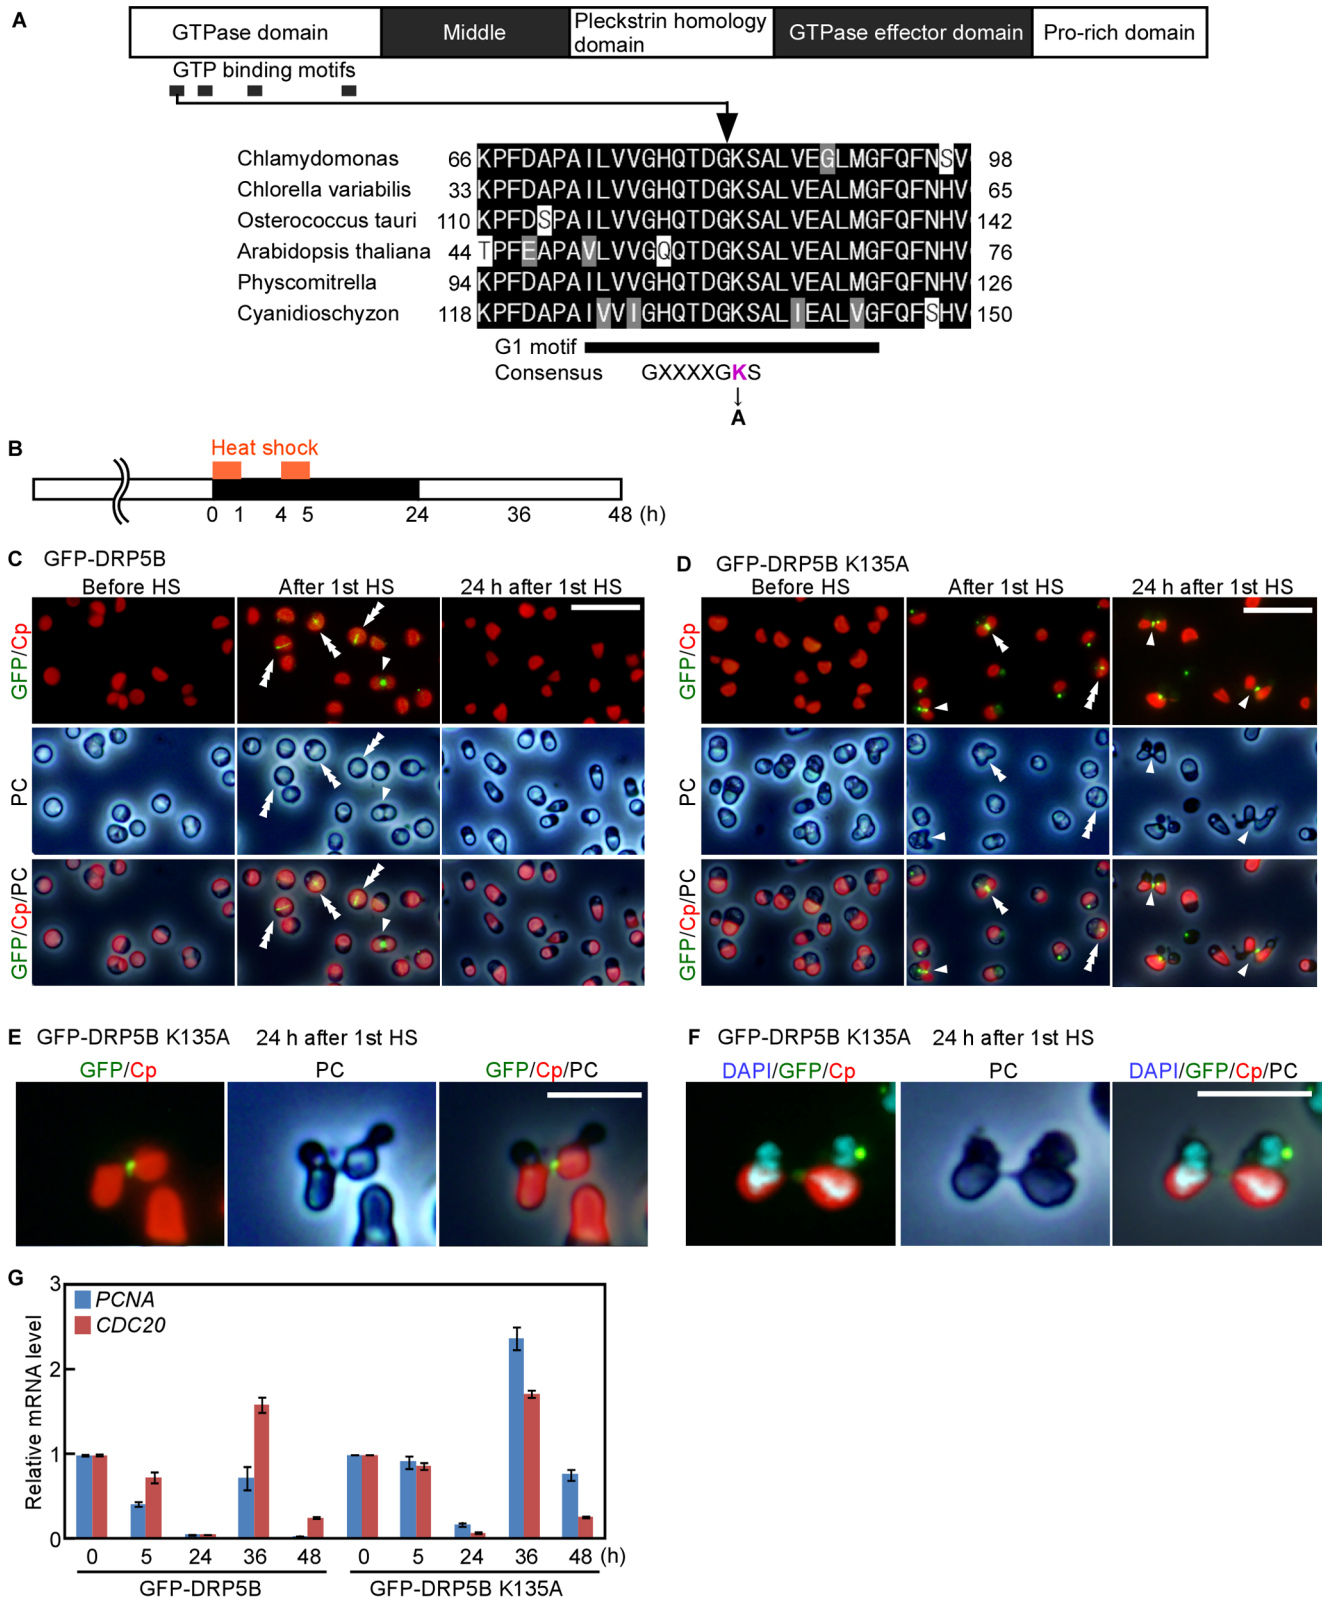 A
GTPase domain Middle Pleckstrin homology domain GTPase effector domain Pro-rich domain
GTP binding motifs
Chlamydomonas 66 KPFDAPAILVVGHQTDGKSALVEGLMGFQFNSV 98
Chlorella variabilis 33 KPFDAPAILVVGHQTDGKSALVEALMGFQFNHV 65
Osterococcus tauri 110 KPFDSPAILVVGHQTDGKSALVEALMGFQFNHV 142
Arabidopsis thaliana 44 TPFEAPAVLVVGQQTDGKSALVEALMGFQFNHV 76
Physcomitrella 94 KPFDAPAILVVGHQTDGKSALVEALMGFQFNHV 126
Cyanidioschyzon 118 KPFDAPAIVVIGHQTDGKSALIEALVGFQFSHV 150
G1 motif
Consensus GXXXXGKS
↓
A
B
Heat shock
0 1 4 5 24 36 48 (h)
C GFP-DRP5B
Before HS After 1st HS 24 h after 1st HS
GFP/Cp
PC
GFP/Cp/PC
D GFP-DRP5B K135A
Before HS After 1st HS 24 h after 1st HS
GFP/Cp
PC
GFP/Cp/PC
E GFP-DRP5B K135A 24 h after 1st HS
GFP/Cp PC GFP/Cp/PC
F GFP-DRP5B K135A 24 h after 1st HS
DAPI/GFP/Cp PC DAPI/GFP/Cp/PC
G
Relative mRNA level
3
2
1
0
PCNA
CDC20
0 5 24 36 48 0 5 24 36 48 (h)
GFP-DRP5B GFP-DRP5B K135A